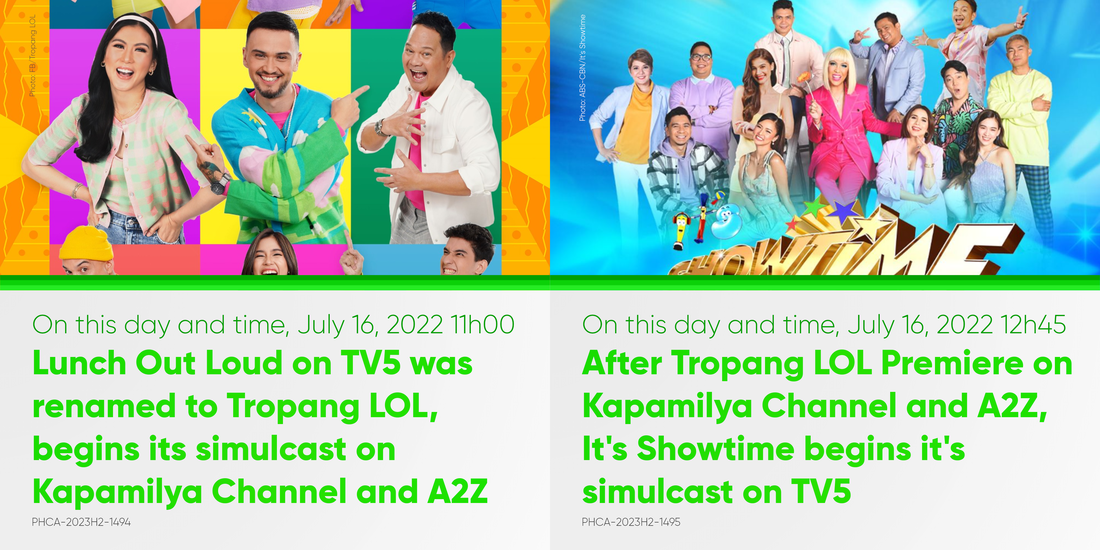 Photo: FB/Tropang LOL
On this day and time, July 16, 2022 11h00
Lunch Out Loud on TV5 was
renamed to Tropang LOL,
begins its simulcast on
Kapamilya Channel and A2Z
PHCA-2023H2-1494
Photo: ABS-CBN/It's Showtime
It's
SHOWTIME
On this day and time, July 16, 2022 12h45
After Tropang LOL Premiere on
Kapamilya Channel and A2Z,
It's Showtime begins it's
simulcast on TV5
PHCA-2023H2-1495